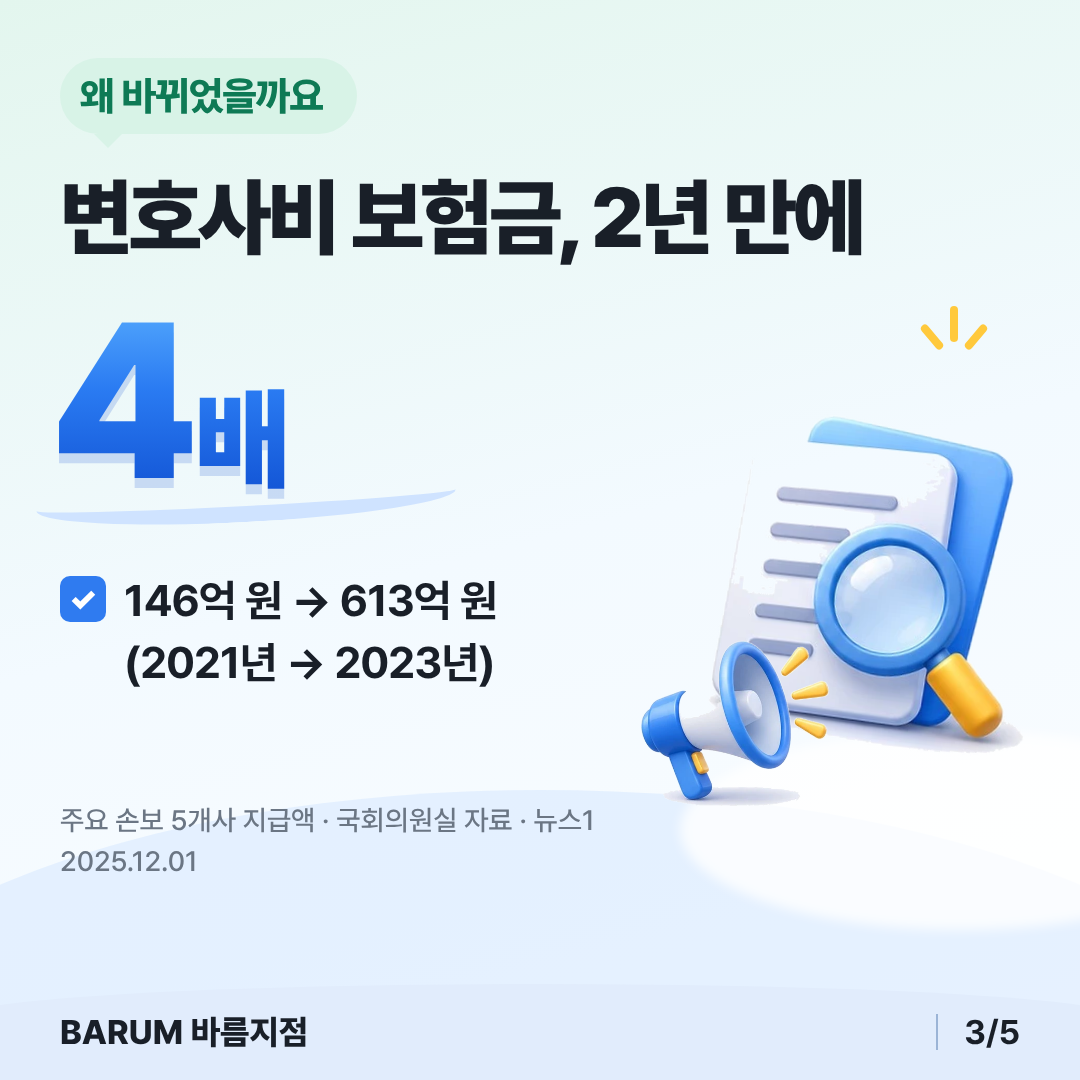 왜 바뀌었을까요
변호사비 보험금, 2년 만에
4배
146억 원 → 613억 원
(2021년 → 2023년)
주요 손보 5개사 지급액 · 국회의원실 자료 · 뉴스1
2025.12.01
BARUM 바름지점
3/5